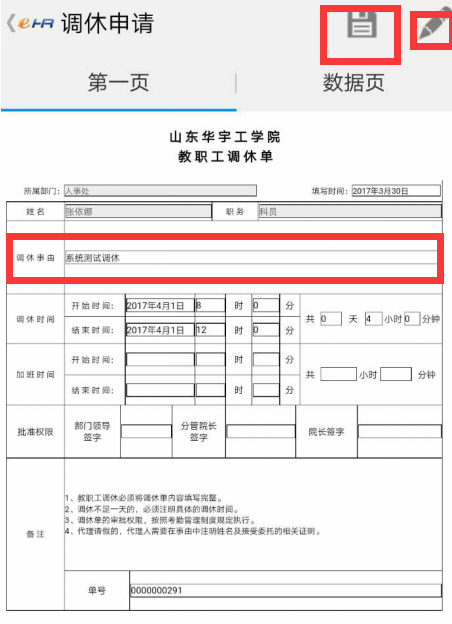 eHR 调休申请
第一页 数据页
山东华宇工学院
教职工调休单
所属部门: 人事处 填写时间: 2017年3月30日
姓名 张依娜 职务 科员
调休事由 系统测试调休
调休时间 开始时间: 2017年4月1日 8 时 0 分
共 0 天 4 小时 0 分钟
结束时间: 2017年4月1日 12 时 0 分
加班时间 开始时间: 时 分
共 小时 分钟
结束时间: 时 分
批准权限 部门领导签字 分管院长签字 院长签字
备注
1、教职工调休必须将调休单内容填写完整。
2、调休不足一天的，必须注明具体的调休时间。
3、调休单的审批权限，按照考勤管理制度规定执行。
4、代理请假的，代理人需要在事由中注明姓名及接受委托的相关证明。
单号 0000000291